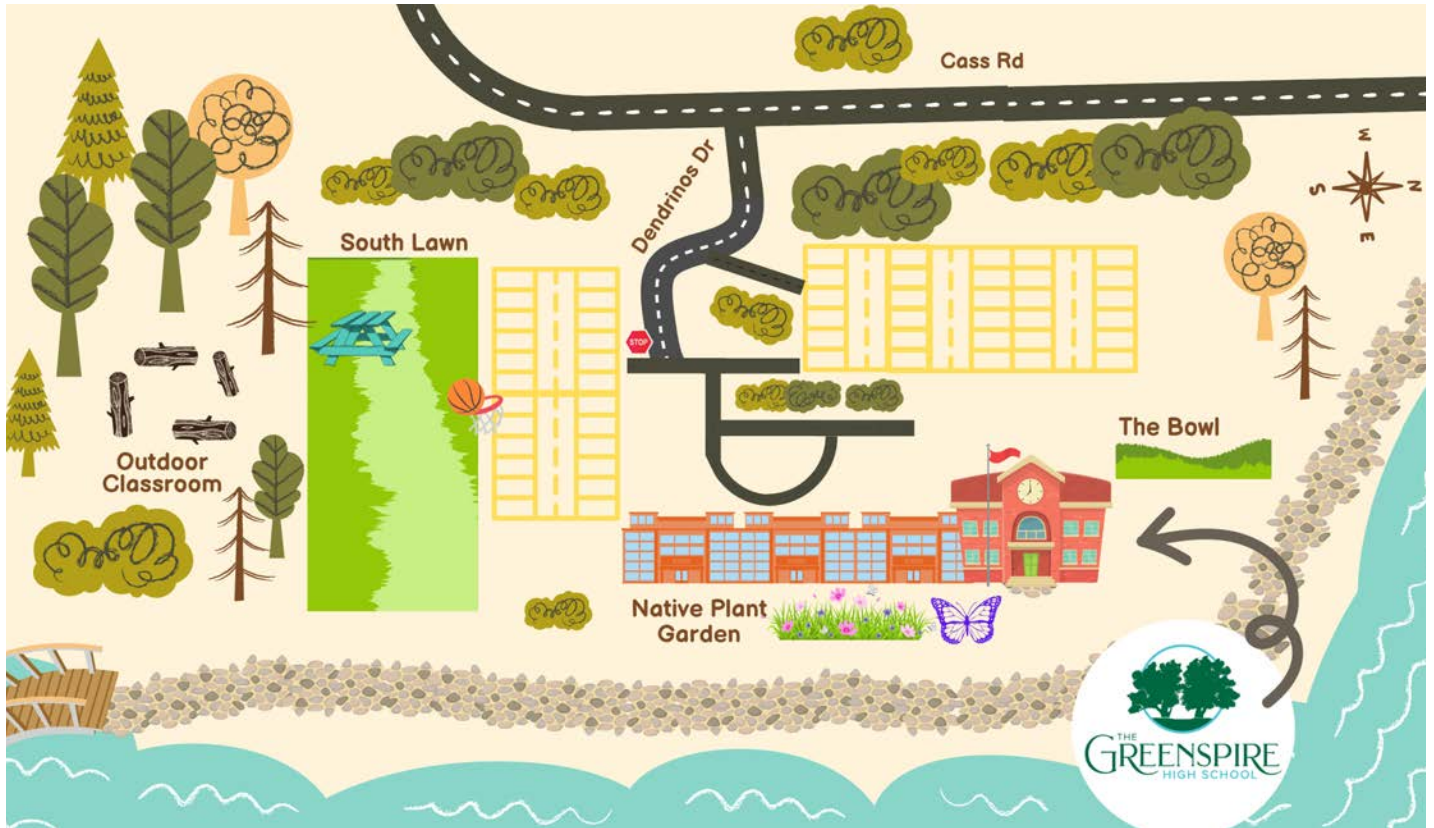 Cass Rd
Dendrinos Dr
W
S
N
E
South Lawn
STOP
The Bowl
Outdoor
Classroom
Native Plant
Garden
THE
GREENSPIRE
HIGH SCHOOL